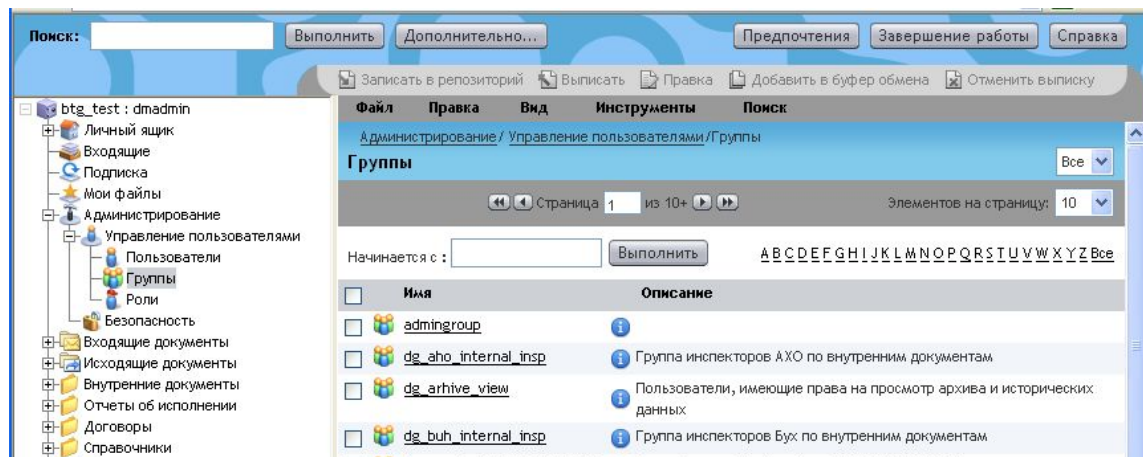 Поиск: Выполнить Дополнительно... Предпочтения Завершение работы Справка
Записать в репозиторий Выписать Правка Добавить в буфер обмена Отменить выписку
btg_test : dmadmin
Личный ящик
Входящие
Подписка
Мои файлы
Администрирование
Управление пользователями
Пользователи
Группы
Роли
Безопасность
Входящие документы
Исходящие документы
Внутренние документы
Отчеты об исполнении
Договоры
Справочники
Файл Правка Вид Инструменты Поиск
Администрирование/ Управление пользователями/Группы
Группы Все
Страница 1 из 10+ Элементов на страницу: 10
Начинается с : Выполнить A B C D E F G H I J K L M N O P Q R S T U V W X Y Z Все
Имя Описание
admingroup
dg_aho_internal_insp Группа инспекторов АХО по внутренним документам
dg_arhive_view Пользователи, имеющие права на просмотр архива и исторических
данных
dg_buh_internal_insp Группа инспекторов Бух по внутренним документам